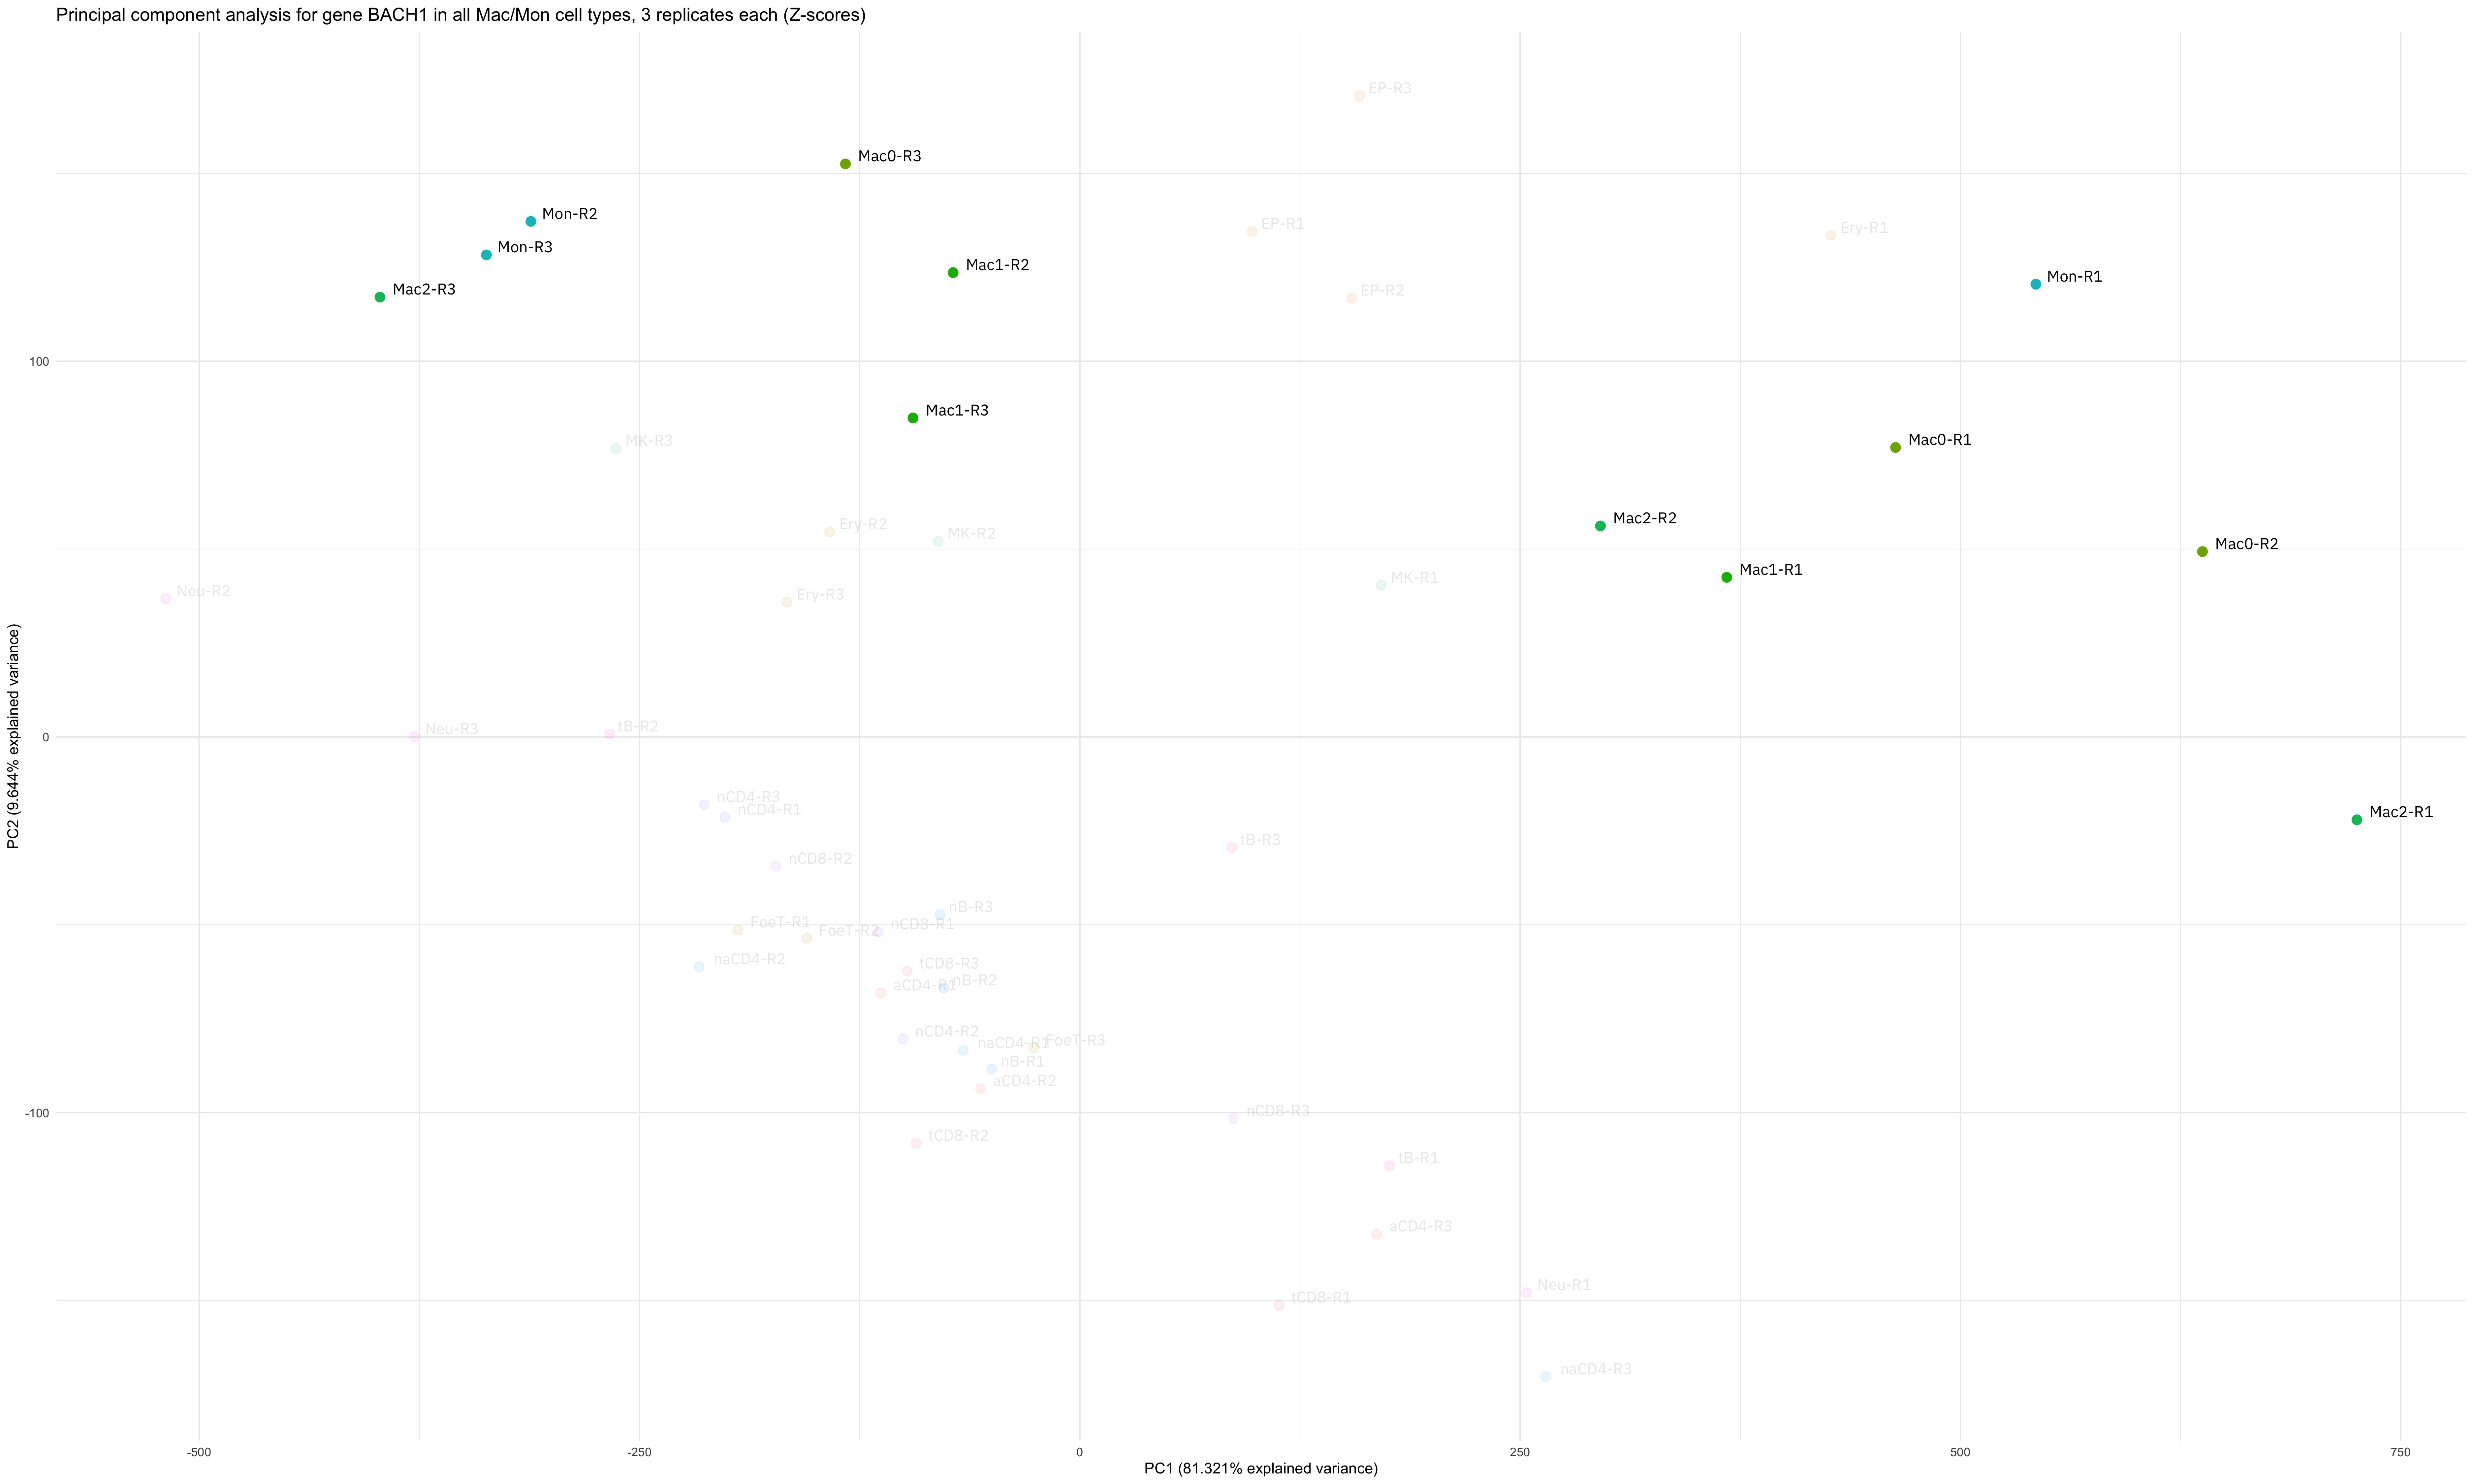 Principal component analysis for gene BACH1 in all Mac/Mon cell types, 3 replicates each (Z-scores)
EP-R3
Mac0-R3
Mon-R2
EP-R1
Ery-R1
Mon-R3
Mac1-R2
Mon-R1
Mac2-R3
EP-R2
100
Mac1-R3
MK-R3
Mac0-R1
Mac2-R2
Ery-R2
MK-R2
Mac0-R2
Mac1-R1
MK-R1
Neu-R2
Ery-R3
PC2 (9.644% explained variance)
Neu-R3
tB-R2
0
nCD4-R3
nCD4-R1
Mac2-R1
tB-R3
nCD8-R2
nB-R3
FoeT-R1
nCD8-R1
FoeT-R2
naCD4-R2
tCD8-R3
nB-R2
aCD4-R1
nCD4-R2
naCD4-R1
FoeT-R3
nB-R1
aCD4-R2
-100
nCD8-R3
tCD8-R2
tB-R1
aCD4-R3
Neu-R1
tCD8-R1
naCD4-R3
-500
-250
0
250
500
750
PC1 (81.321% explained variance)